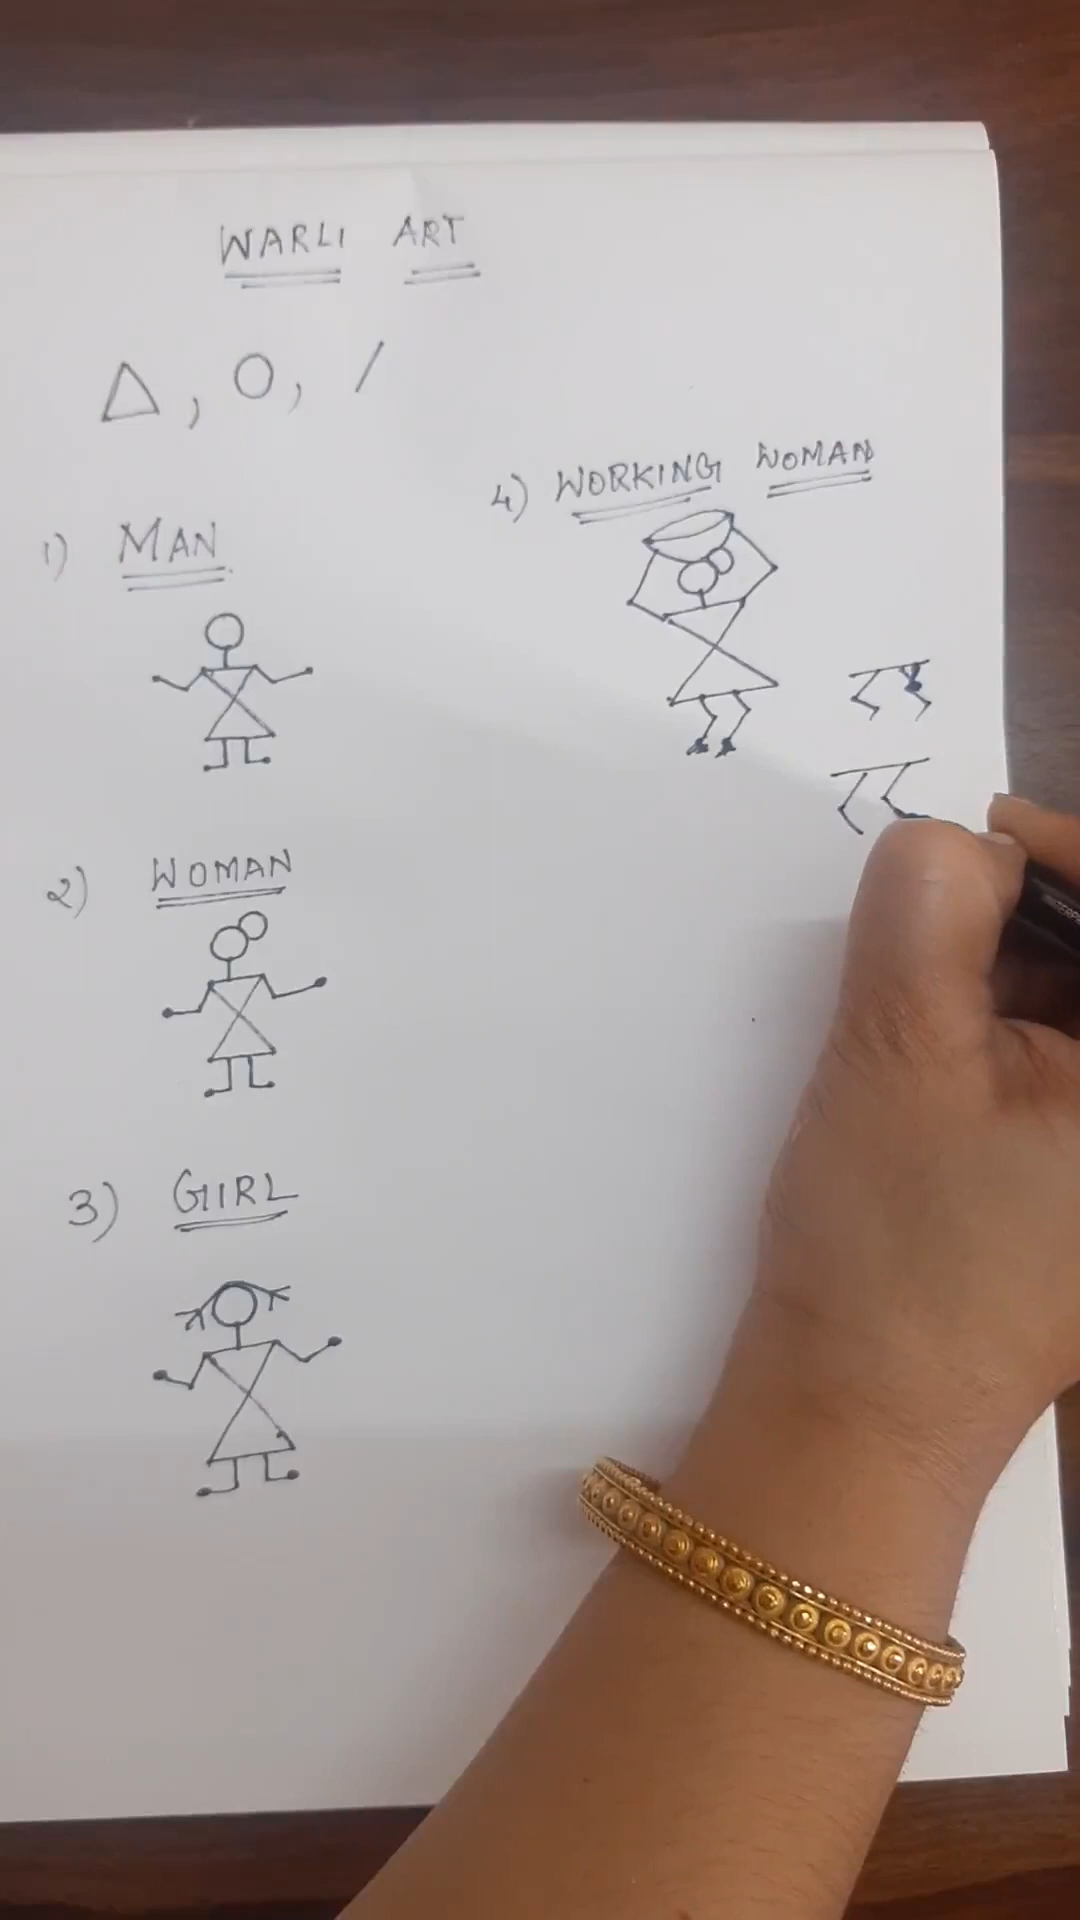 WARLI ART
△, ○, /
1) MAN
2) WOMAN
3) GIRL
4) WORKING WOMAN